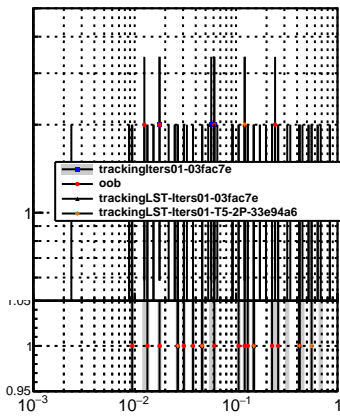 trackingIters01-03fac7e
oob
trackingLST-Iters01-03fac7e
trackingLST-Iters01-T5-2P-33e94a6
1
1.05
1
0.95
10−3 10−2 10−1 1